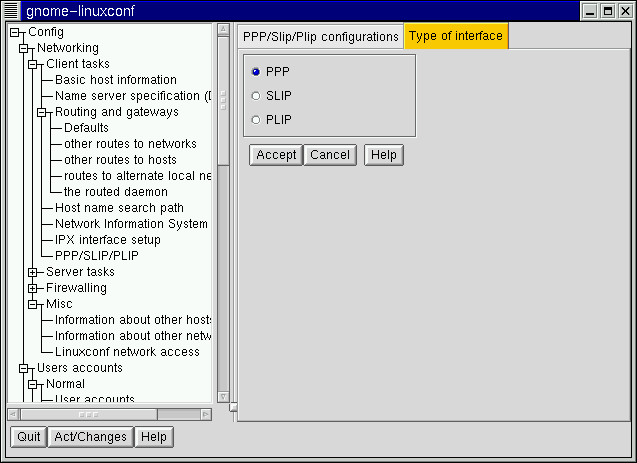 gnome-linuxconf
Config
Networking
Client tasks
Basic host information
Name server specification (
Routing and gateways
Defaults
other routes to networks
other routes to hosts
routes to alternate local ne
the routed daemon
Host name search path
Network Information System
IPX interface setup
PPP/SLIP/PLIP
Server tasks
Firewalling
Misc
Information about other hosts
Information about other netw
Linuxconf network access
Users accounts
Normal
User accounts
Quit Act/Changes Help
PPP/Slip/Plip configurations Type of interface
PPP
SLIP
PLIP
Accept Cancel Help